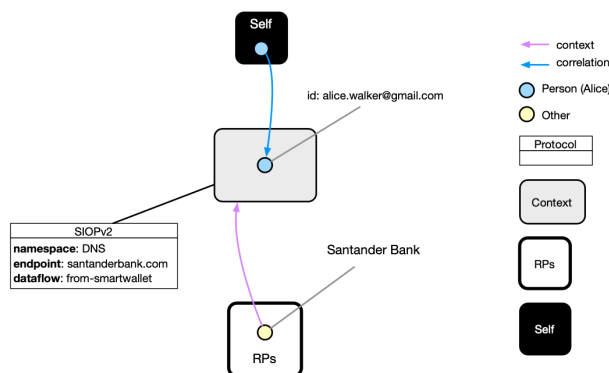 Self
id: alice.walker@gmail.com
SIOPv2
namespace: DNS
endpoint: santanderbank.com
dataflow: from-smartwallet
Santander Bank
RPs
context
correlation
Person (Alice)
Other
Protocol
Context
RPs
Self